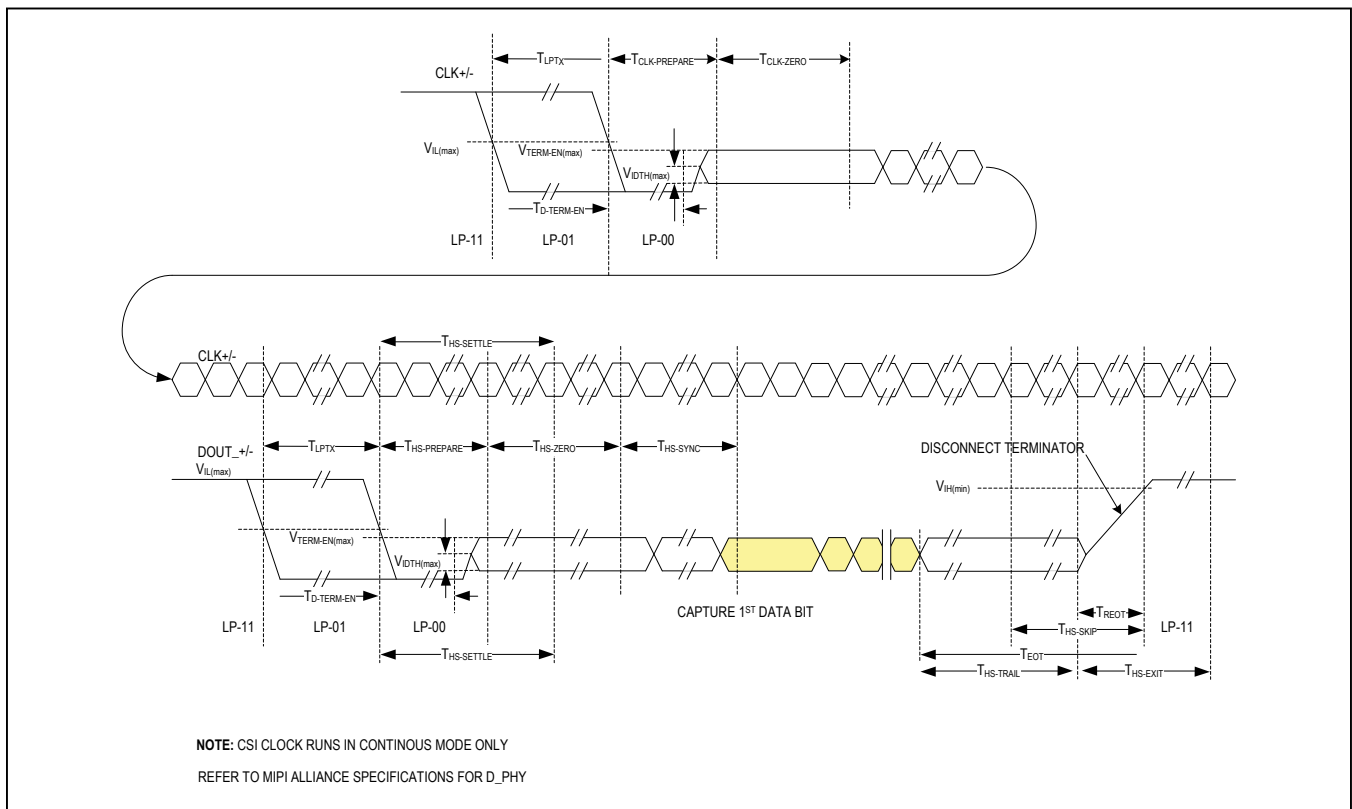 TLPTX TCLK-PREPARE TCLK-ZERO
CLK+/-
VIL(max) VTERM-EN(max)
VIDTH(max)
TD-TERM-EN
LP-11 LP-01 LP-00
THS-SETTLE
CLK+/-
TLPTX THS-PREPARE THS-ZERO THS-SYNC
DOUT_+/-
VIL(max)
DISCONNECT TERMINATOR
VIH(min)
VTERM-EN(max)
VIDTH(max)
TD-TERM-EN
CAPTURE 1ST DATA BIT
TREOT
LP-11 LP-01 LP-00 THS-SKIP LP-11
THS-SETTLE TEOT
THS-TRAIL THS-EXIT
NOTE: CSI CLOCK RUNS IN CONTINOUS MODE ONLY
REFER TO MIPI ALLIANCE SPECIFICATIONS FOR D_PHY